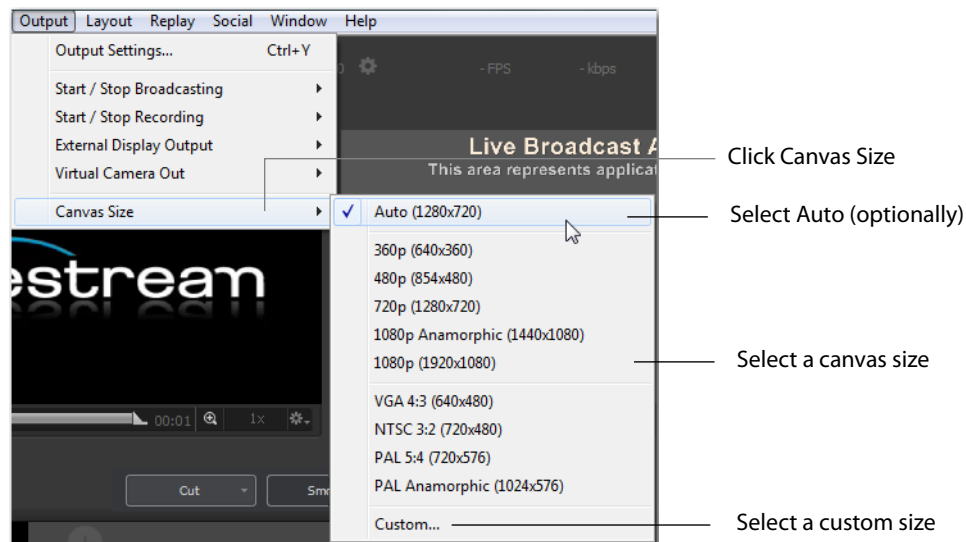 Output Layout Replay Social Window Help
Output Settings... Ctrl+Y
- FPS - kbps
Start / Stop Broadcasting
Start / Stop Recording
External Display Output
Live Broadcast
Virtual Camera Out
This area represents
Click Canvas Size
Canvas Size
Auto (1280x720)
Select Auto (optionally)
360p (640x360)
480p (854x480)
720p (1280x720)
1080p Anamorphic (1440x1080)
1080p (1920x1080)
Select a canvas size
VGA 4:3 (640x480)
00:01 1x
NTSC 3:2 (720x480)
PAL 5:4 (720x576)
PAL Anamorphic (1024x576)
Cut
Custom...
Select a custom size